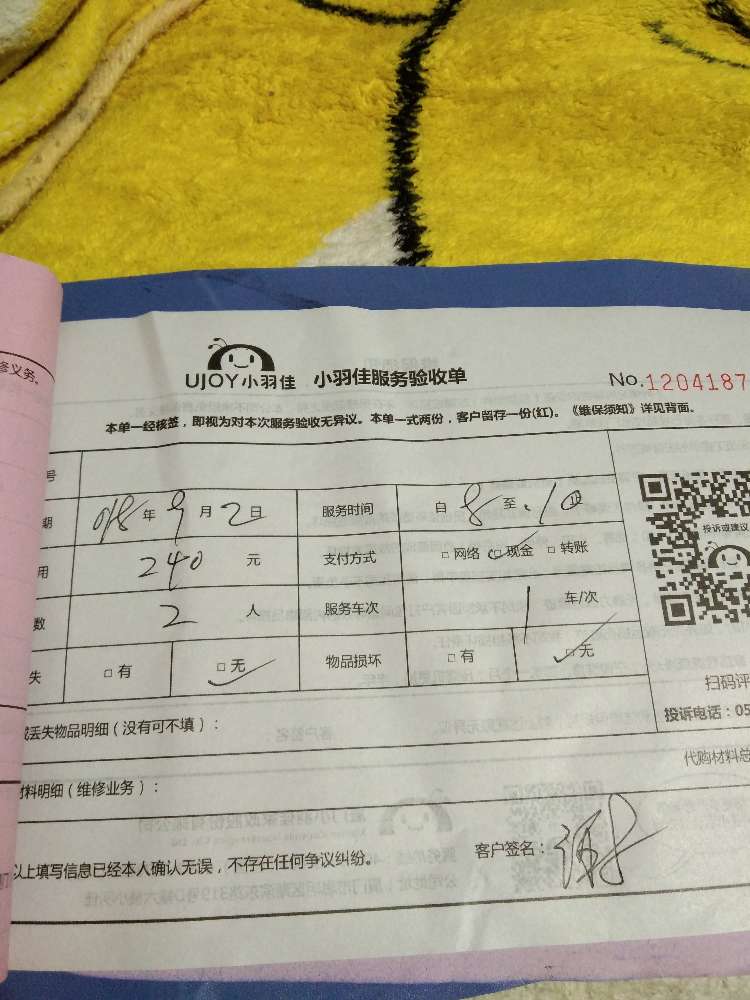 修义务。
UJOY小羽佳 小羽佳服务验收单 No.1204187
本单一经核签，即视为对本次服务验收无异议。本单一式两份，客户留存一份(红)。《维保须知》详见背面。
号
期 018年9月2日 服务时间 自8至10
用 240 元 支付方式 □网络 □现金 □转账
数 2 人 服务车次 1 车/次
失 □有 □无 物品损坏 □有 □无
投诉或建议
扫码评
投诉电话：05
或丢失物品明细（没有可不填）：
代购材料总
材料明细（维修业务）：
以上填写信息已经本人确认无误，不存在任何争议纠纷。 客户签名：